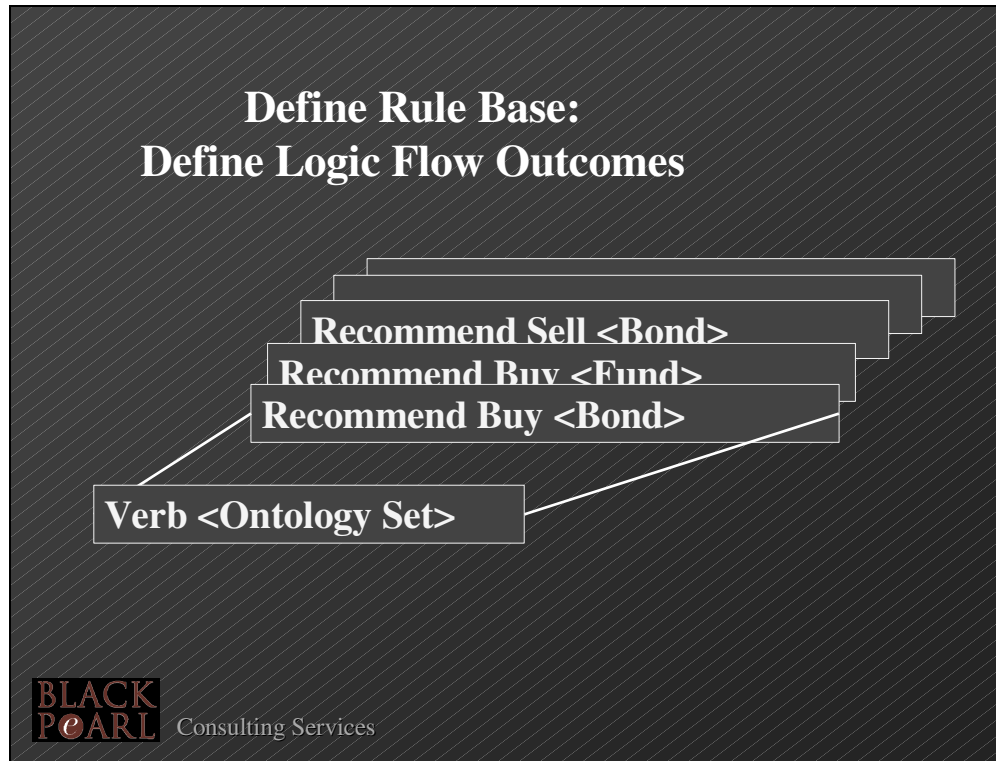 Define Rule Base:
Define Logic Flow Outcomes
Recommend Sell <Bond>
Recommend Buy <Fund>
Recommend Buy <Bond>
Verb <Ontology Set>
BLACK
PeARL Consulting Services